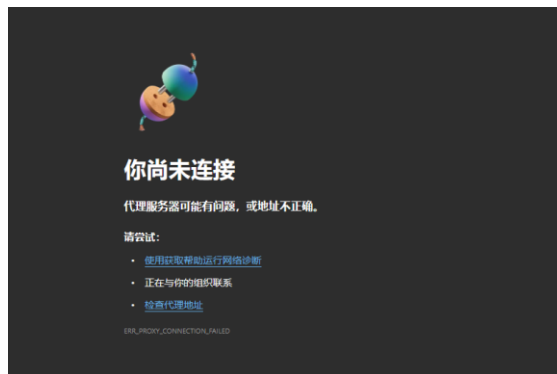 你尚未连接
代理服务器可能有问题，或地址不正确。
请尝试：
• 使用获取帮助运行网络诊断
• 正在与你的组织联系
• 检查代理地址
ERR_PROXY_CONNECTION_FAILED